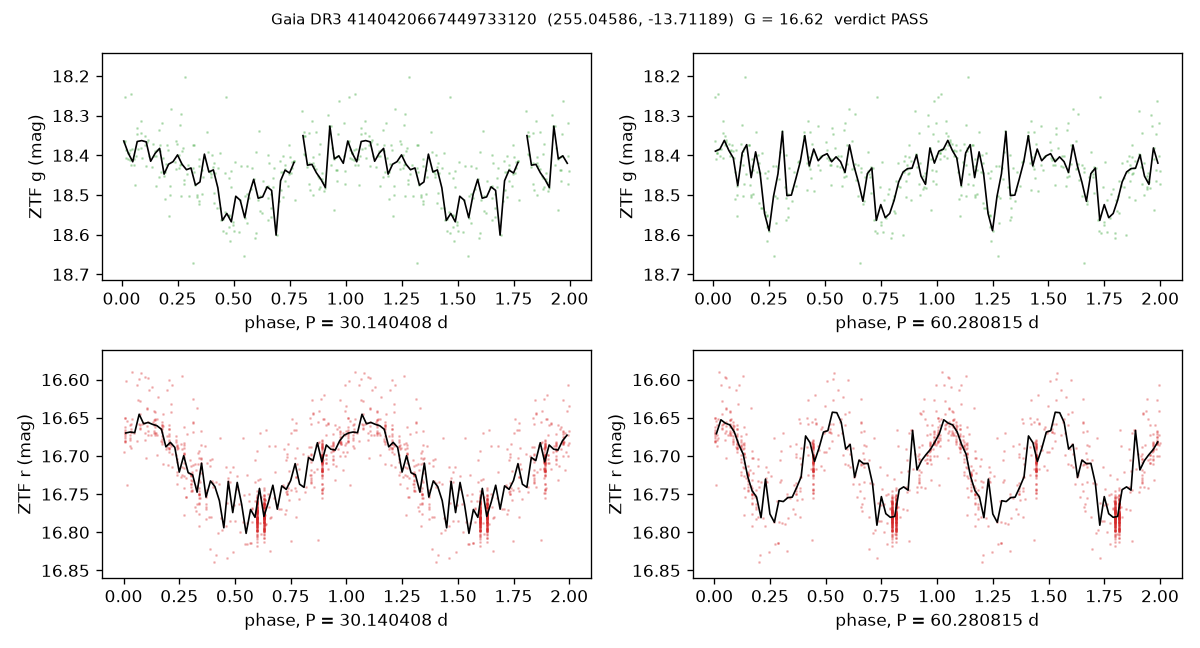 Gaia DR3 4140420667449733120  (255.04586, -13.71189)  G = 16.62  verdict PASS
ZTF g (mag)
18.2
18.3
18.4
18.5
18.6
18.7
0.00 0.25 0.50 0.75 1.00 1.25 1.50 1.75 2.00
phase, P = 30.140408 d
ZTF g (mag)
18.2
18.3
18.4
18.5
18.6
18.7
0.00 0.25 0.50 0.75 1.00 1.25 1.50 1.75 2.00
phase, P = 60.280815 d
ZTF r (mag)
16.60
16.65
16.70
16.75
16.80
16.85
0.00 0.25 0.50 0.75 1.00 1.25 1.50 1.75 2.00
phase, P = 30.140408 d
ZTF r (mag)
16.60
16.65
16.70
16.75
16.80
16.85
0.00 0.25 0.50 0.75 1.00 1.25 1.50 1.75 2.00
phase, P = 60.280815 d